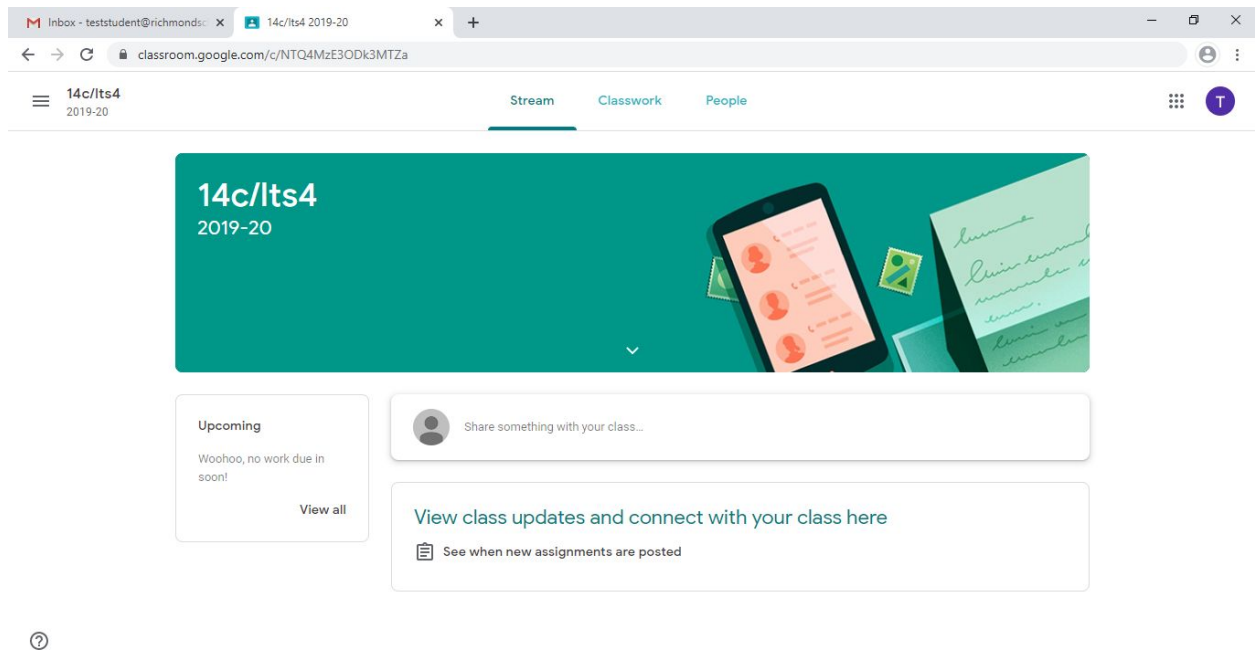 Inbox - teststudent@richmondsc
14c/lts4 2019-20
classroom.google.com/c/NTQ4MzE3ODk3MTZa
14c/lts4
2019-20
Stream Classwork People
T
14c/lts4
2019-20
Upcoming
Woohoo, no work due in
soon!
View all
Share something with your class...
View class updates and connect with your class here
See when new assignments are posted